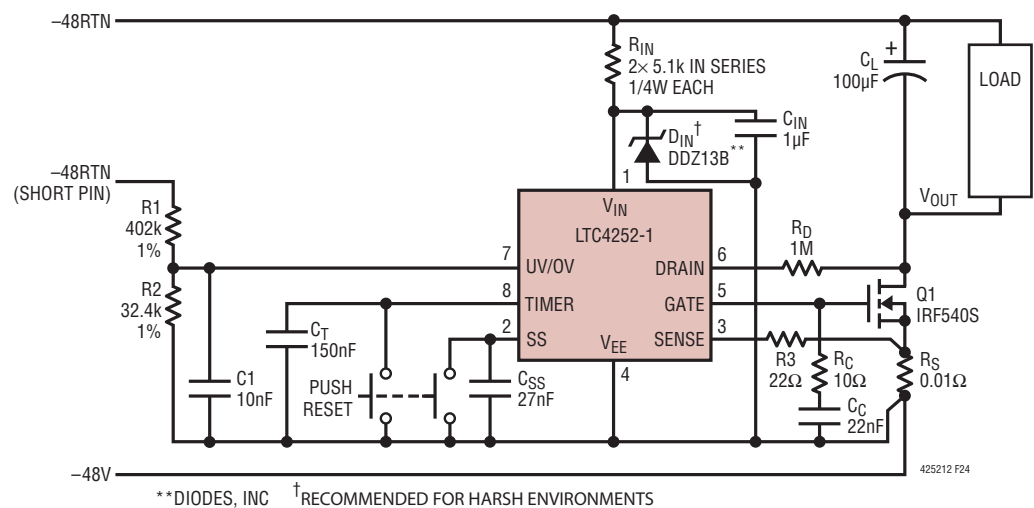 –48RTN
R_IN
2× 5.1k IN SERIES
1/4W EACH
C_L
100µF
+
LOAD
D_IN†
DDZ13B**
C_IN
1µF
–48RTN
(SHORT PIN)
R1
402k
1%
R2
32.4k
1%
1
V_IN
LTC4252-1
7
UV/OV
8
TIMER
2
SS
V_EE
4
DRAIN
6
GATE
5
SENSE
3
R_D
1M
V_OUT
Q1
IRF540S
C1
10nF
C_T
150nF
PUSH
RESET
C_SS
27nF
R3
22Ω
R_C
10Ω
C_C
22nF
R_S
0.01Ω
–48V
425212 F24
**DIODES, INC †RECOMMENDED FOR HARSH ENVIRONMENTS